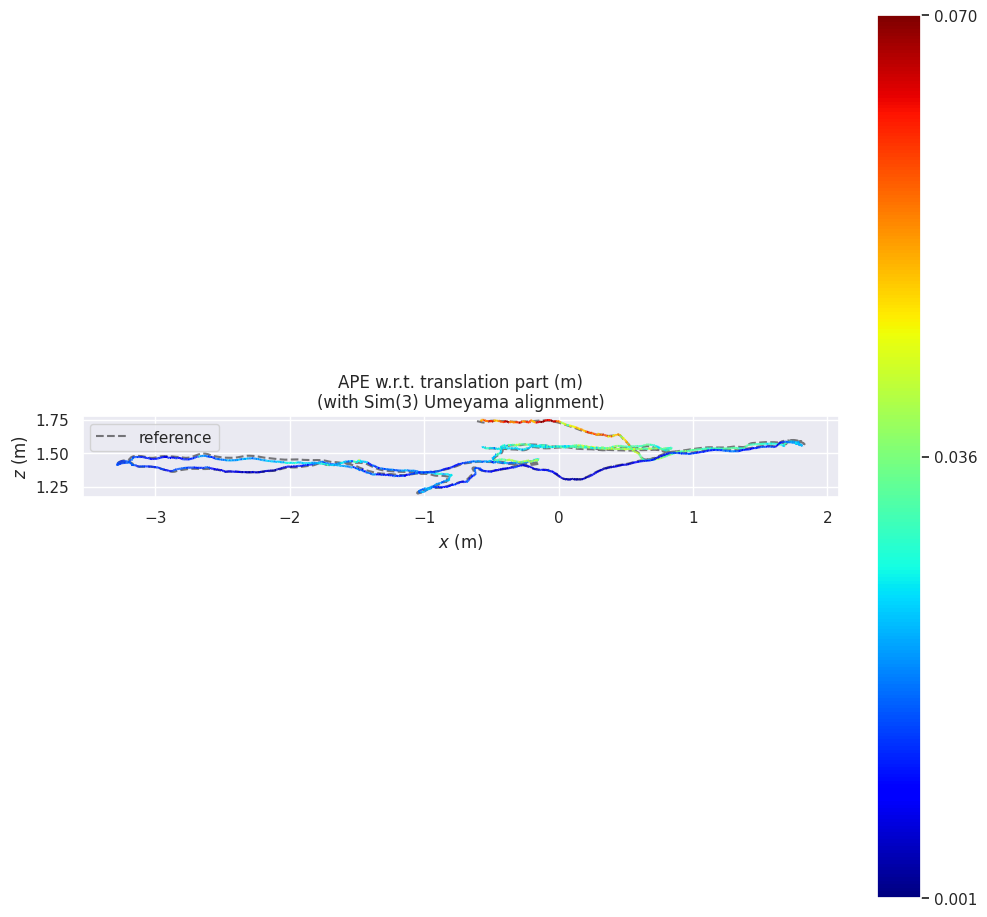 APE w.r.t. translation part (m)
(with Sim(3) Umeyama alignment)
reference
z (m)
1.75
1.50
1.25
−3
−2
−1
0
1
2
x (m)
0.070
0.036
0.001